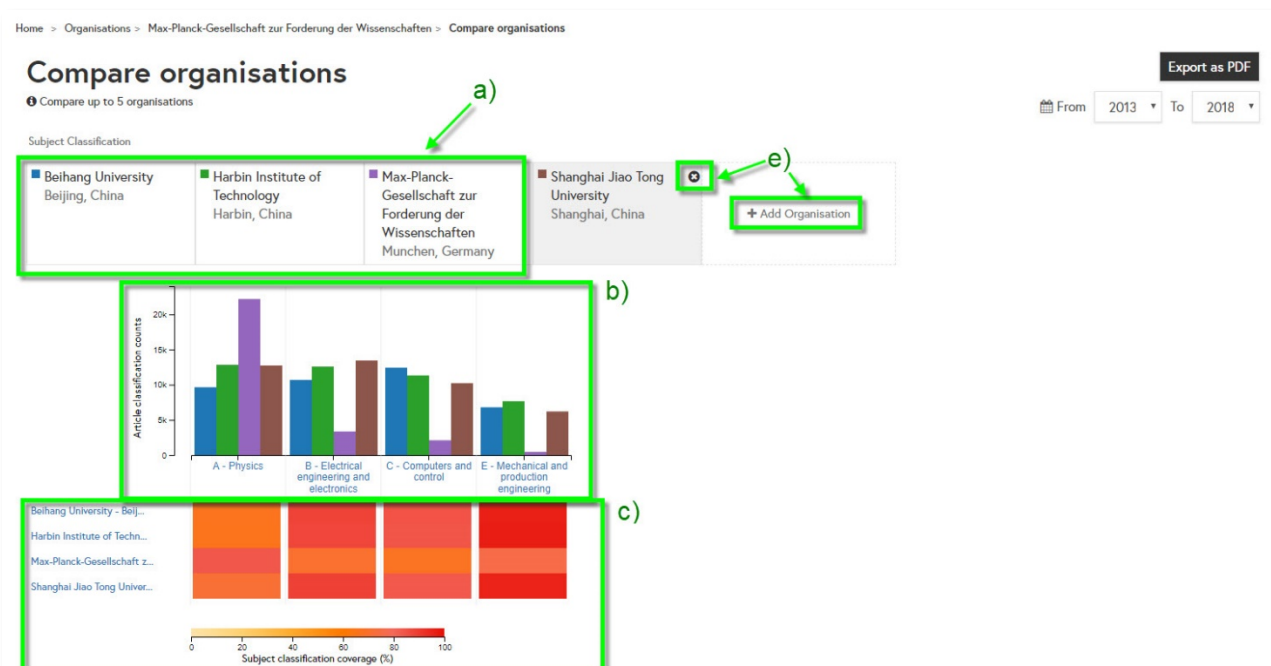 Home > Organisations > Max-Planck-Gesellschaft zur Forderung der Wissenschaften > Compare organisations
Compare organisations
Export as PDF
Compare up to 5 organisations
a)
From 2013 To 2018
Subject Classification
Beihang University
Beijing, China
Harbin Institute of
Technology
Harbin, China
Max-Planck-
Gesellschaft zur
Forderung der
Wissenschaften
Munchen, Germany
Shanghai Jiao Tong
University
Shanghai, China
e)
+ Add Organisation
b)
Article classification counts
20k
15k
10k
5k
0
A - Physics
B - Electrical
engineering and
electronics
C - Computers and
control
E - Mechanical and
production
engineering
c)
Beihang University - Beij...
Harbin Institute of Techn...
Max-Planck-Gesellschaft z...
Shanghai Jiao Tong Univer...
0 20 40 60 80 100
Subject classification coverage (%)